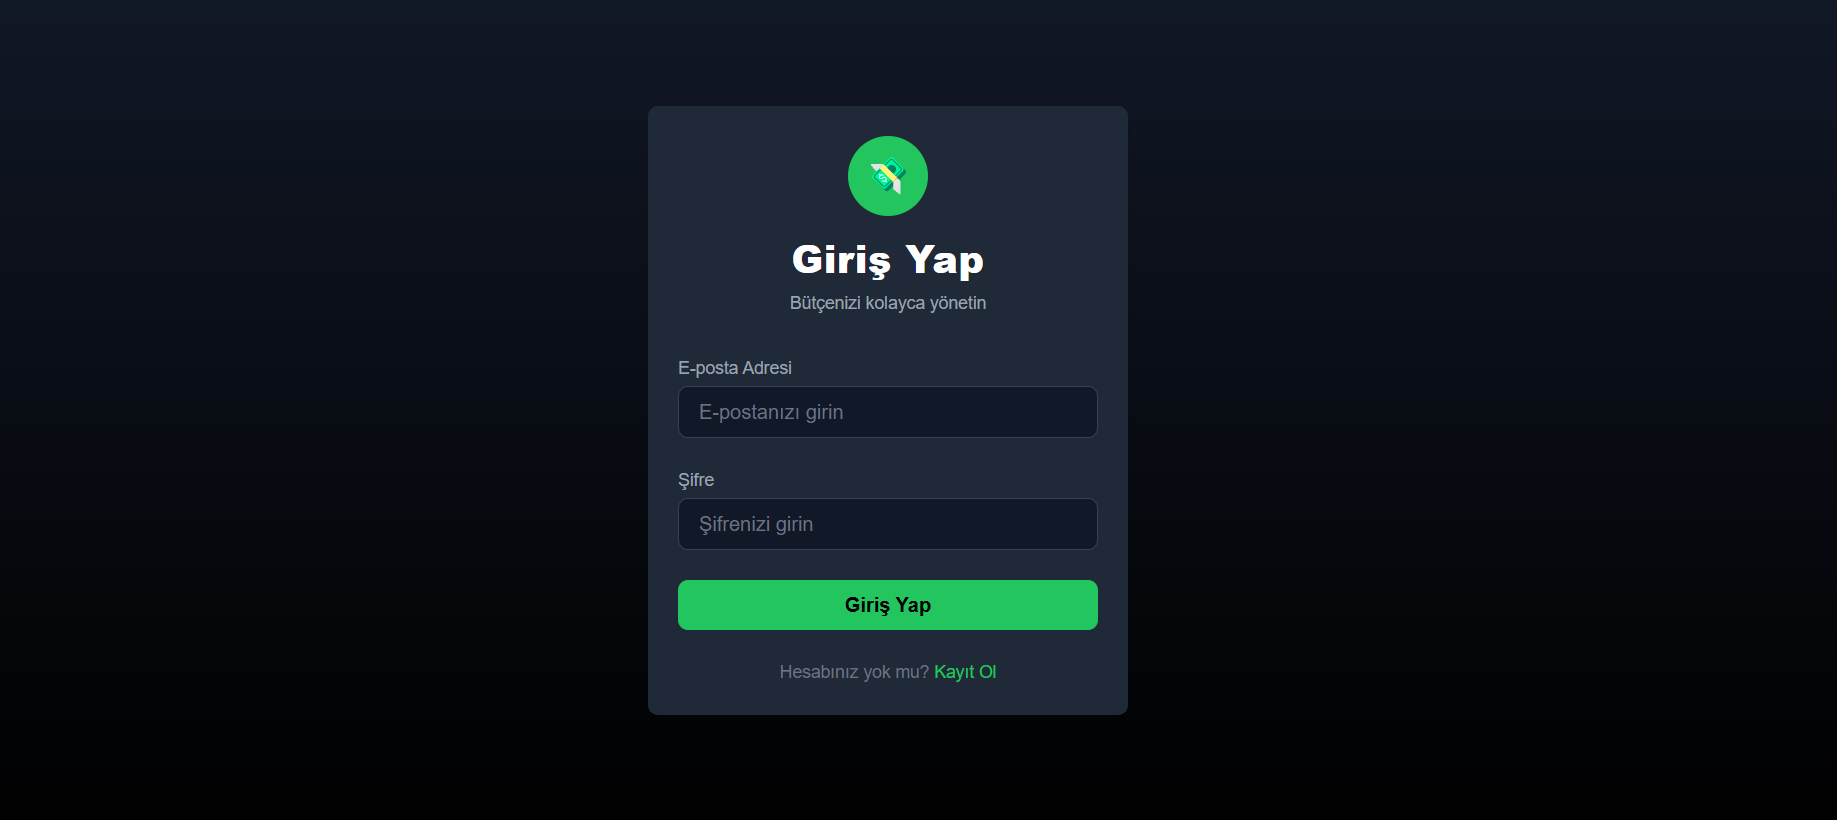 Giriş Yap
Bütçenizi kolayca yönetin
E-posta Adresi
E-postanızı girin
Şifre
Şifrenizi girin
Giriş Yap
Hesabınız yok mu? Kayıt Ol